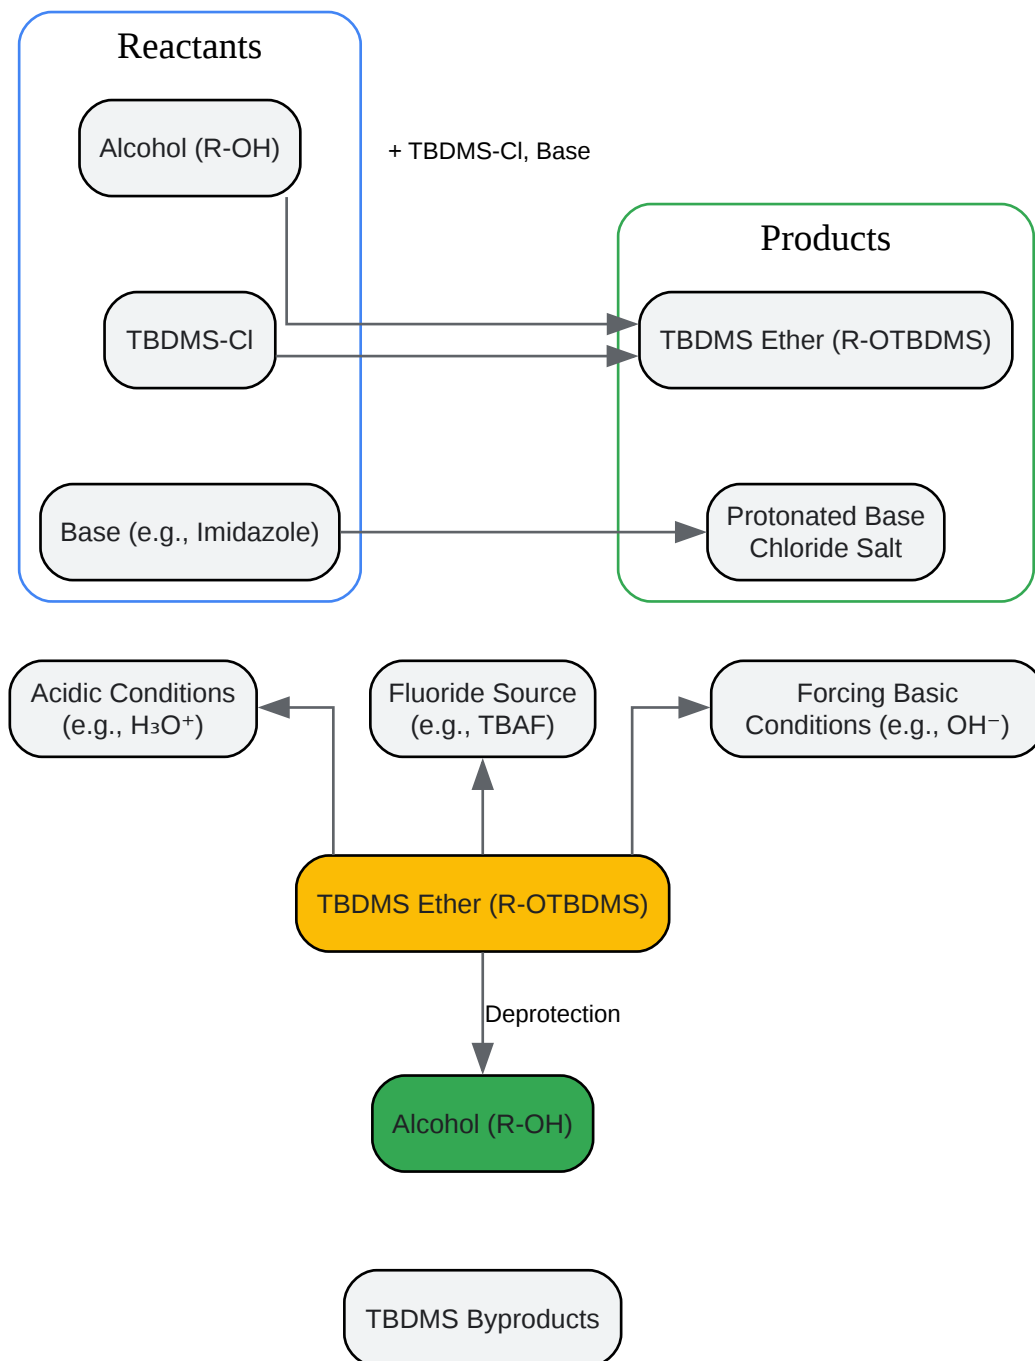 Reactants
Alcohol (R-OH)
+ TBDMS-Cl, Base
Products
TBDMS-Cl
TBDMS Ether (R-OTBDMS)
Base (e.g., Imidazole)
Protonated Base
Chloride Salt
Acidic Conditions
(e.g., H₃O⁺)
Fluoride Source
(e.g., TBAF)
Forcing Basic
Conditions (e.g., OH⁻)
TBDMS Ether (R-OTBDMS)
Deprotection
Alcohol (R-OH)
TBDMS Byproducts